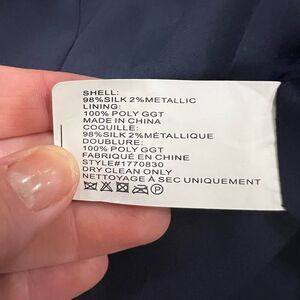 SHELL:
98%SILK 2%METALLIC
LINING:
100% POLY GGT
MADE IN CHINA
COQUILLE:
98%SILK 2%MÉTALLIQUE
DOUBLURE:
100% POLY GGT
FABRIQUÉ EN CHINE
STYLE#1770830
DRY CLEAN ONLY
NETTOYAGE À SEC UNIQUEMENT
P